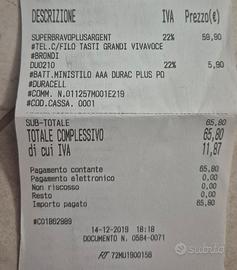 DESCRIZIONE IVA Prezzo(€)
SUPERBRAVOPLUSARGENT 22% 59,90
#TEL.C/FILO TASTI GRANDI VIVAVOCE
#BRONDI
DUO210 22% 5,90
#BATT.MINISTILO AAA DURAC PLUS PO
#DURACELL
#COMM. N.011257M001E219
#COD.CASSA. 0001
SUB-TOTALE 65,80
TOTALE COMPLESSIVO 65,80
di cui IVA 11,87
Pagamento contante 65,80
Pagamento elettronico 0,00
Non riscosso 0,00
Resto 0,00
Importo pagato 65,80
#C01862989
14-12-2019 18:18
DOCUMENTO N. 0584-0071
RT 72MU1900158
subito